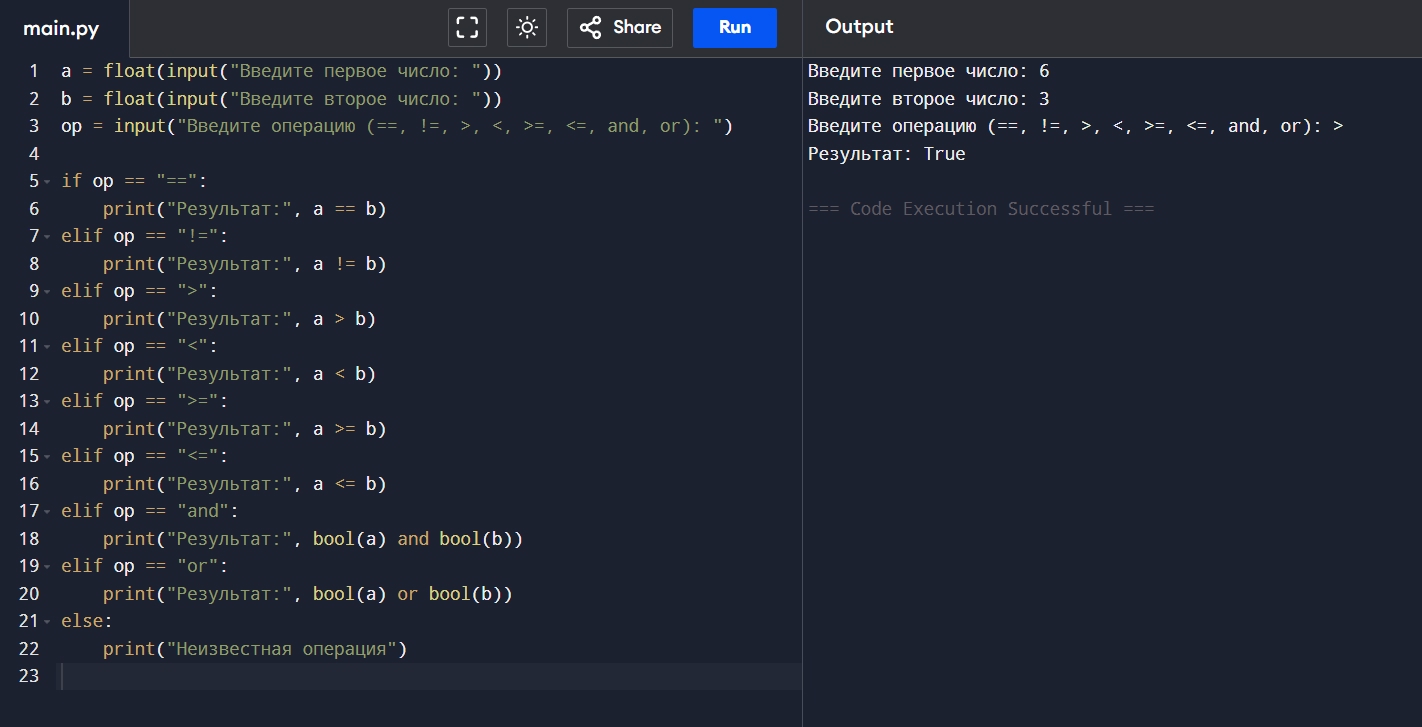 main.py Share Run Output
1 a = float(input("Введите первое число: "))
2 b = float(input("Введите второе число: "))
3 op = input("Введите операцию (==, !=, >, <, >=, <=, and, or): ")
4
5 if op == "==":
6 print("Результат:", a == b)
7 elif op == "!=":
8 print("Результат:", a != b)
9 elif op == ">":
10 print("Результат:", a > b)
11 elif op == "<":
12 print("Результат:", a < b)
13 elif op == ">=":
14 print("Результат:", a >= b)
15 elif op == "<=":
16 print("Результат:", a <= b)
17 elif op == "and":
18 print("Результат:", bool(a) and bool(b))
19 elif op == "or":
20 print("Результат:", bool(a) or bool(b))
21 else:
22 print("Неизвестная операция")
23
Введите первое число: 6
Введите второе число: 3
Введите операцию (==, !=, >, <, >=, <=, and, or): >
Результат: True
=== Code Execution Successful ===